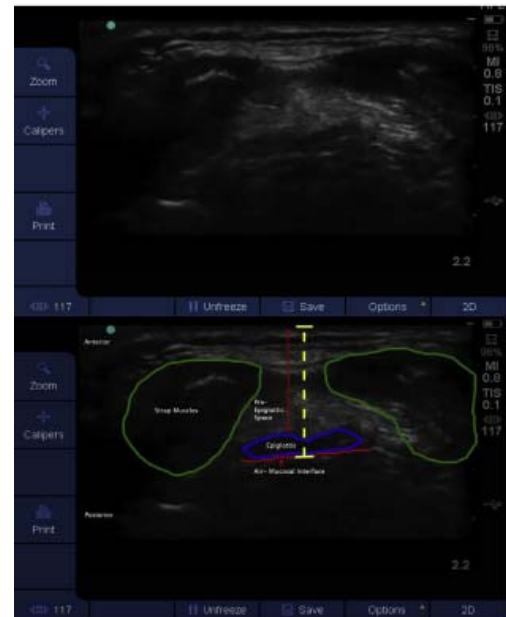 98%
Zoom
MI
0.8
TIS
0.1
Calipers
117
Print
2.2
117
Unfreeze
Save
Options
2D
Anterior
98%
Zoom
MI
0.8
TIS
0.1
Strap Muscles
Pre-
Epiglottic
Space
Calipers
117
Epiglottis
Air- Mucosal Interface
Print
Posterior
2.2
117
Unfreeze
Save
Options
2D